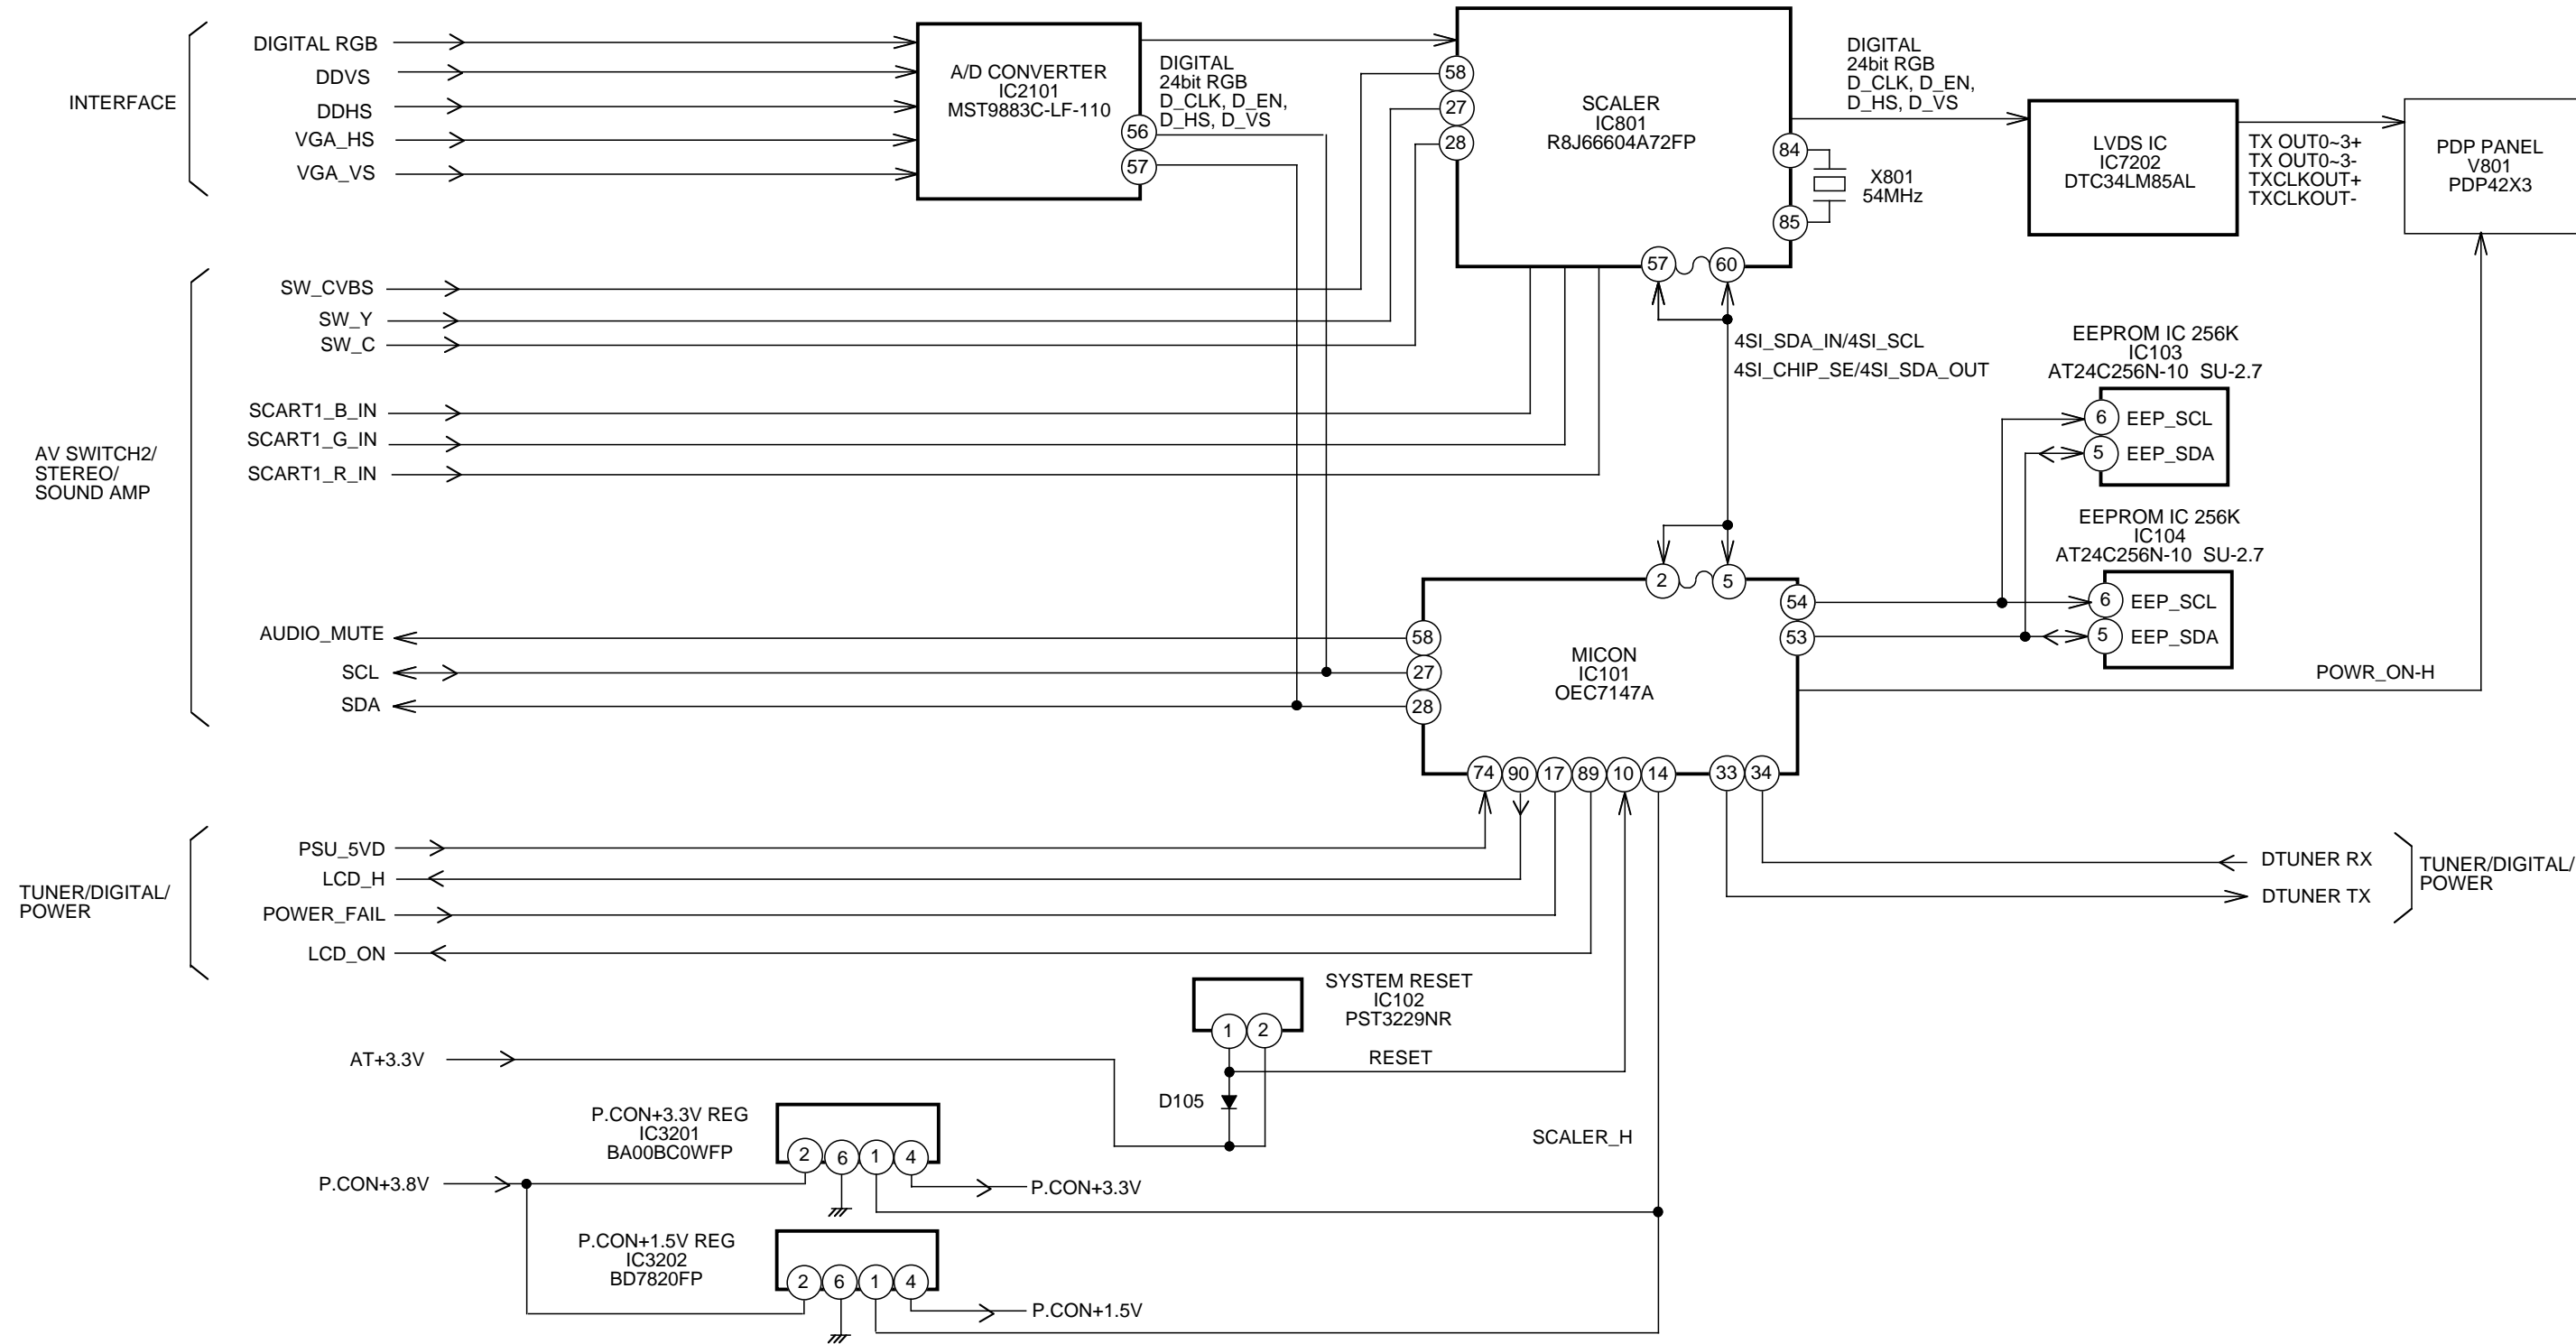 INTERFACE
DIGITAL RGB
DDVS
DDHS
VGA_HS
VGA_VS
A/D CONVERTER
IC2101
MST9883C-LF-110
56
57
DIGITAL
24bit RGB
D_CLK, D_EN,
D_HS, D_VS
58
27
28
SCALER
IC801
R8J66604A72FP
84
85
57
60
X801
54MHz
DIGITAL
24bit RGB
D_CLK, D_EN,
D_HS, D_VS
LVDS IC
IC7202
DTC34LM85AL
TX OUT0~3+
TX OUT0~3-
TXCLKOUT+
TXCLKOUT-
PDP PANEL
V801
PDP42X3
AV SWITCH2/
STEREO/
SOUND AMP
SW_CVBS
SW_Y
SW_C
SCART1_B_IN
SCART1_G_IN
SCART1_R_IN
AUDIO_MUTE
SCL
SDA
4SI_SDA_IN/4SI_SCL
4SI_CHIP_SE/4SI_SDA_OUT
EEPROM IC 256K
IC103
AT24C256N-10 SU-2.7
6 EEP_SCL
5 EEP_SDA
EEPROM IC 256K
IC104
AT24C256N-10 SU-2.7
6 EEP_SCL
5 EEP_SDA
2
5
54
53
58
27
28
MICON
IC101
OEC7147A
74 90 17 89 10 14 33 34
POWR_ON-H
TUNER/DIGITAL/
POWER
PSU_5VD
LCD_H
POWER_FAIL
LCD_ON
DTUNER RX
DTUNER TX
TUNER/DIGITAL/
POWER
SYSTEM RESET
IC102
PST3229NR
1 2
RESET
AT+3.3V
D105
P.CON+3.3V REG
IC3201
BA00BC0WFP
2 6 1 4
SCALER_H
P.CON+3.8V
P.CON+3.3V
P.CON+1.5V REG
IC3202
BD7820FP
2 6 1 4
P.CON+1.5V